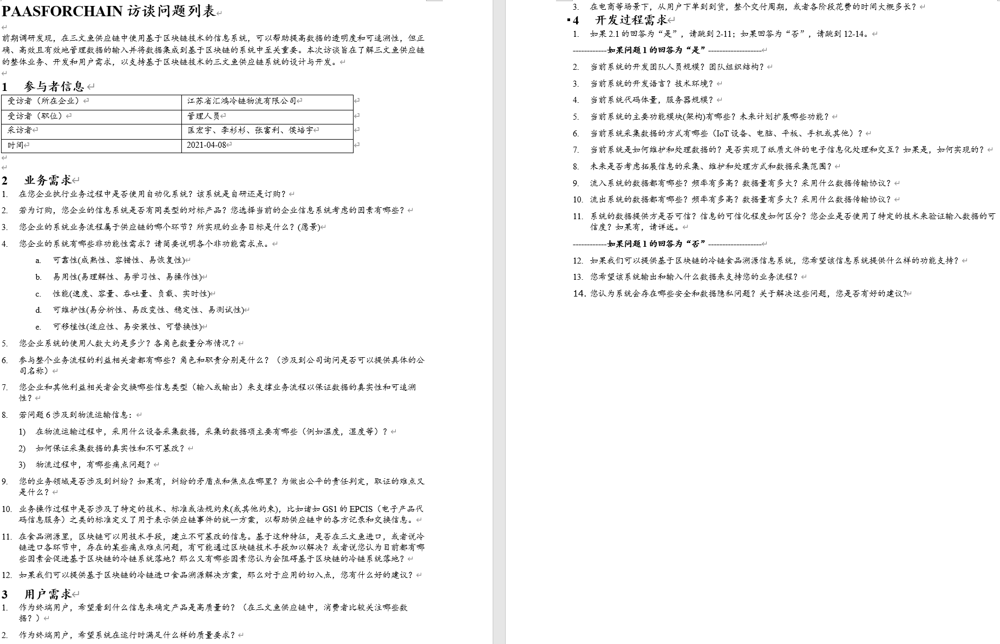 PAASFORCHAIN 访谈问题列表
前期调研发现，在三文鱼供应链中使用基于区块链技术的信息系统，可以帮助提高数据的透明度和可追溯性，但正
确、高效且有效地管理数据的输入并将数据集成到基于区块链的系统中至关重要。本次访谈旨在了解三文鱼供应链
的整体业务、开发和用户需求，以支持基于区块链技术的三文鱼供应链系统的设计与开发。
1 参与者信息
受访者（所在企业） 江苏省汇鸿冷链物流有限公司
受访者（职位） 管理人员
采访者 匡宏宇、李杉杉、张富利、侯培宇
时间 2021-04-08
2 业务需求
1. 在您企业执行业务过程中是否使用自动化系统？该系统是自研还是订购？
2. 若为订购，您企业的信息系统是否有同类型的对标产品？您选择当前的企业信息系统考虑的因素有哪些？
3. 您企业的系统业务流程属于供应链的哪个环节？所实现的业务目标是什么？(愿景)
4. 您企业的系统有哪些非功能性需求？请简要说明各个非功能需求点。
a. 可靠性(成熟性、容错性、易恢复性)
b. 易用性(易理解性、易学习性、易操作性)
c. 性能(速度、容量、吞吐量、负载、实时性)
d. 可维护性(易分析性、易改变性、稳定性、易测试性)
e. 可移植性(适应性、易安装性、可替换性)
5. 您企业系统的使用人数大约是多少？各角色数量分布情况？
6. 参与整个业务流程的利益相关者都有哪些？角色和职责分别是什么？（涉及到公司询问是否可以提供具体的公
司名称）
7. 您企业和其他利益相关者会交换哪些信息类型（输入或输出）来支撑业务流程以保证数据的真实性和可追溯
性？
8. 若问题 6 涉及到物流运输信息：
1) 在物流运输过程中，采用什么设备采集数据，采集的数据项主要有哪些（例如温度，湿度等）？
2) 如何保证采集数据的真实性和不可篡改？
3) 物流过程中，有哪些痛点问题？
9. 您的业务领域是否涉及到纠纷？如果有，纠纷的矛盾点和焦点在哪里？为做出公平的责任判定，取证的难点又
是什么？
10. 业务操作过程中是否涉及了特定的技术、标准或法规约束(或其他约束)，比如诸如 GS1 的 EPCIS（电子产品代
码信息服务）之类的标准定义了用于表示供应链事件的统一方案，以帮助供应链中的各方记录和交换信息。
11. 在食品溯源里，区块链可以用技术手段，建立不可篡改的信息。基于这种特征，是否在三文鱼进口，或者说冷
链进口各环节中，存在的某些痛点难点问题，有可能通过区块链技术手段加以解决？或者说您认为目前都有哪
些因素会促进基于区块链的冷链系统落地？那么又有哪些因素您认为会阻碍基于区块链的冷链系统落地？
12. 如果我们可以提供基于区块链的冷链进口食品溯源解决方案，那么对于应用的切入点，您有什么好的建议？
3 用户需求
1. 作为终端用户，希望看到什么信息来确定产品是高质量的？（在三文鱼供应链中，消费者比较关注哪些数
据？）
2. 作为终端用户，希望系统在运行时满足什么样的质量要求？
3. 在电商等场景下，从用户下单到到货，整个交付周期，或者各阶段花费的时间大概多长？
4 开发过程需求
1. 如果 2.1 的回答为“是”，请跳到 2-11；如果回答为“否”，请跳到 12-14。
------------如果问题 1 的回答为“是”-------------------
2. 当前系统的开发团队人员规模？团队组织结构？
3. 当前系统的开发语言？技术环境？
4. 当前系统代码体量，服务器规模？
5. 当前系统的主要功能模块(架构)有哪些？未来计划扩展哪些功能？
6. 当前系统采集数据的方式有哪些（IoT 设备、电脑、平板、手机或其他）？
7. 当前系统是如何维护和处理数据的？是否实现了纸质文件的电子信息化处理和交互？如果是，如何实现的？
8. 未来是否考虑拓展信息的采集、维护和处理方式和数据采集范围？
9. 流入系统的数据都有哪些？频率有多高？数据量有多大？采用什么数据传输协议？
10. 流出系统的数据都有哪些？频率有多高？数据量有多大？采用什么数据传输协议？
11. 系统的数据提供方是否可信？信息的可信化程度如何区分？您企业是否使用了特定的技术来验证输入数据的可
信度？如果有，请详述。
------------如果问题 1 的回答为“否”-------------------
12. 如果我们可以提供基于区块链的冷链食品溯源信息系统，您希望该信息系统提供什么样的功能支持？
13. 您希望该系统输出和输入什么数据来支持您的业务流程？
14. 您认为系统会存在哪些安全和数据隐私问题？关于解决这些问题，您是否有好的建议?